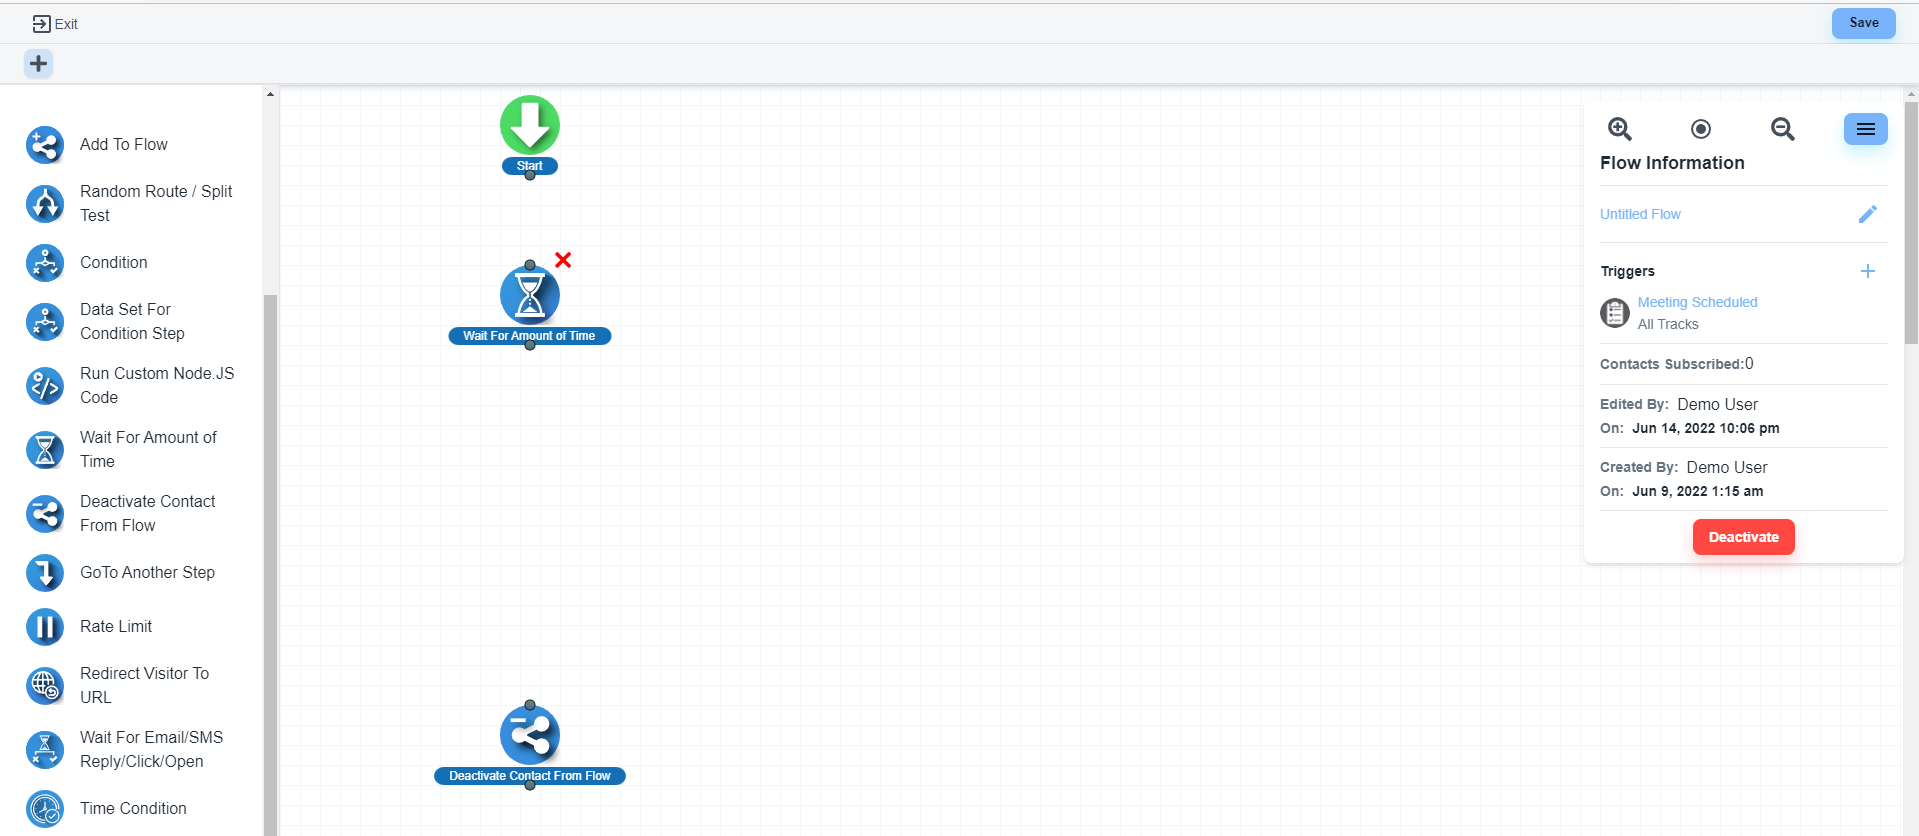 Exit
Save
Add To Flow
Random Route / Split
Test
Condition
Data Set For
Condition Step
Run Custom Node.JS
Code
Wait For Amount of
Time
Deactivate Contact
From Flow
GoTo Another Step
Rate Limit
Redirect Visitor To
URL
Wait For Email/SMS
Reply/Click/Open
Time Condition
Start
Wait For Amount of Time
Deactivate Contact From Flow
Flow Information
Untitled Flow
Triggers
Meeting Scheduled
All Tracks
Contacts Subscribed:0
Edited By: Demo User
On: Jun 14, 2022 10:06 pm
Created By: Demo User
On: Jun 9, 2022 1:15 am
Deactivate